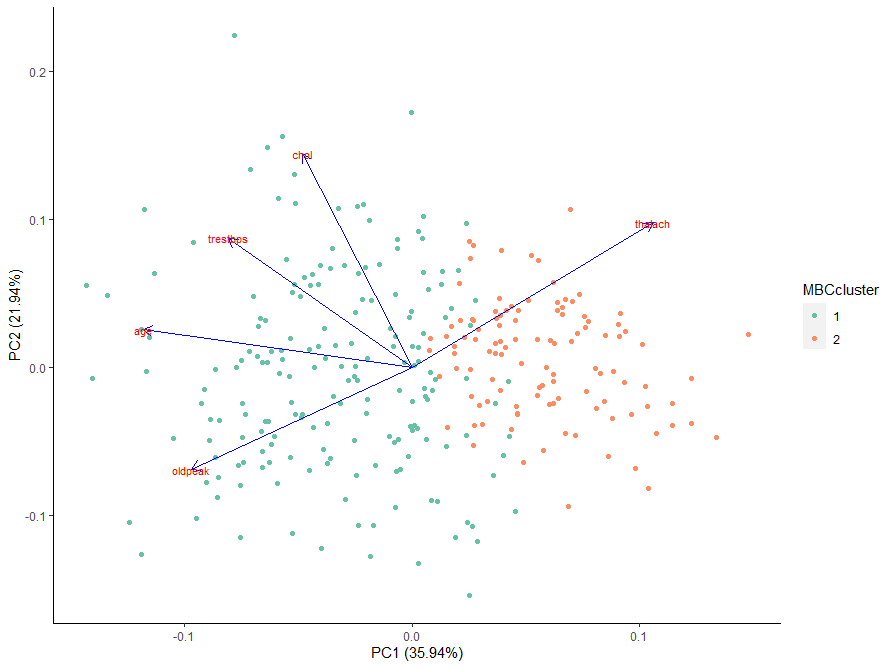 0.2
0.1
0.0
-0.1
PC2 (21.94%)
chol
trestbps
thalach
age
oldpeak
-0.1
0.0
0.1
PC1 (35.94%)
MBCcluster
1
2